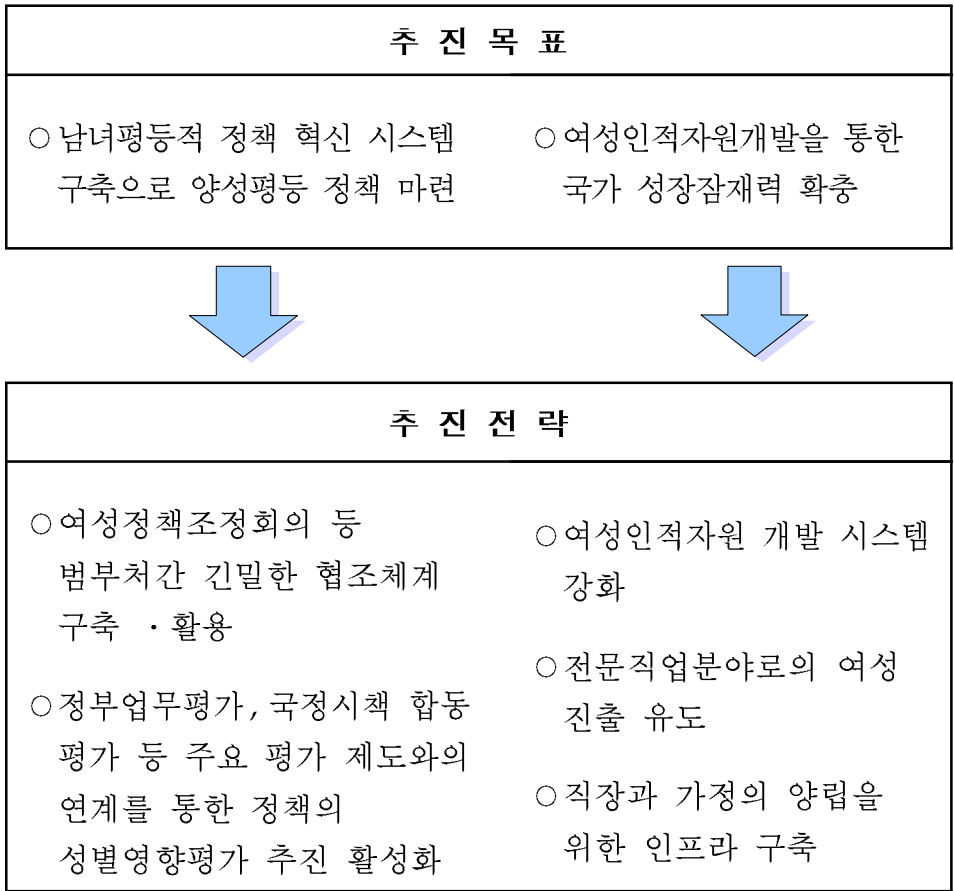 추 진 목 표
○ 남녀평등적 정책 혁신 시스템
구축으로 양성평등 정책 마련
○ 여성인적자원개발을 통한
국가 성장잠재력 확충
추 진 전 략
○ 여성정책조정회의 등
범부처간 긴밀한 협조체계
구축 ・활용
○ 정부업무평가, 국정시책 합동
평가 등 주요 평가 제도와의
연계를 통한 정책의
성별영향평가 추진 활성화
○ 여성인적자원 개발 시스템
강화
○ 전문직업분야로의 여성
진출 유도
○ 직장과 가정의 양립을
위한 인프라 구축